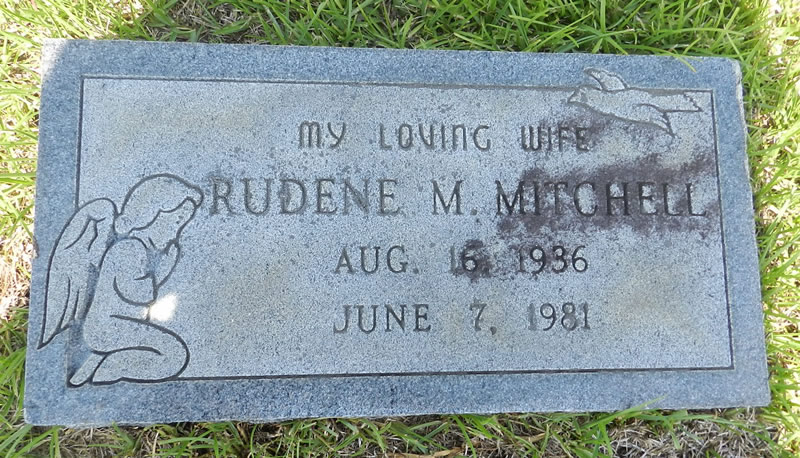 MY LOVING WIFE
RUDENE M. MITCHELL
AUG. 16, 1936
JUNE 7, 1981